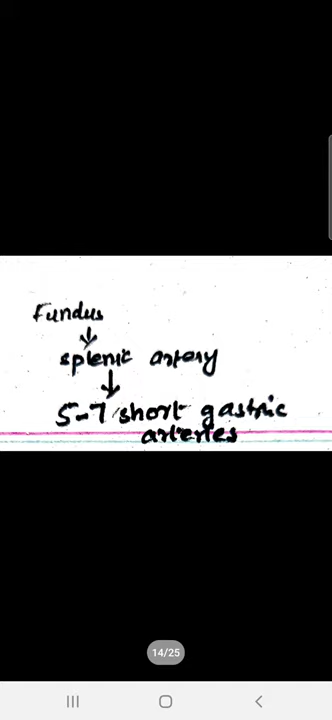 Fundus
↓
splenic artery
↓
5-7 short gastric
arteries
14/25